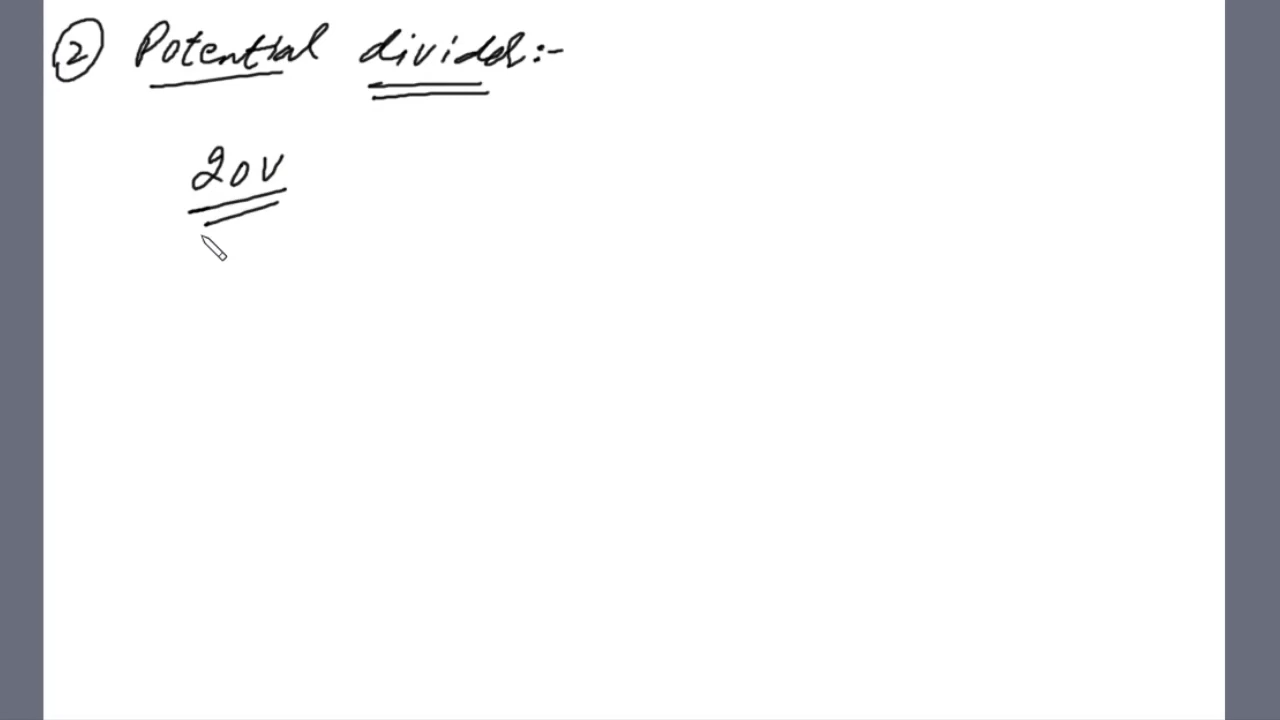 ② Potential divider:-
20V